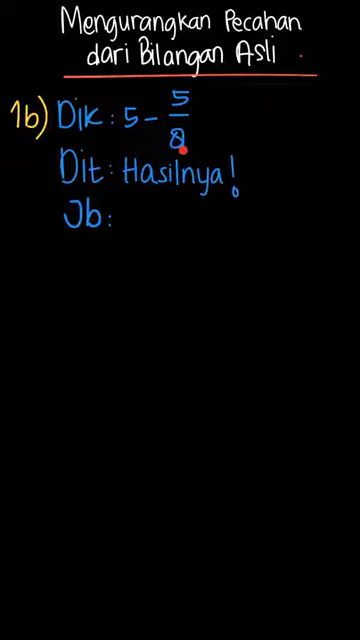 Mengurangkan Pecahan
dari Bilangan Asli
1b) Dik : 5 - 5/8
Dit : Hasilnya !
Jb :